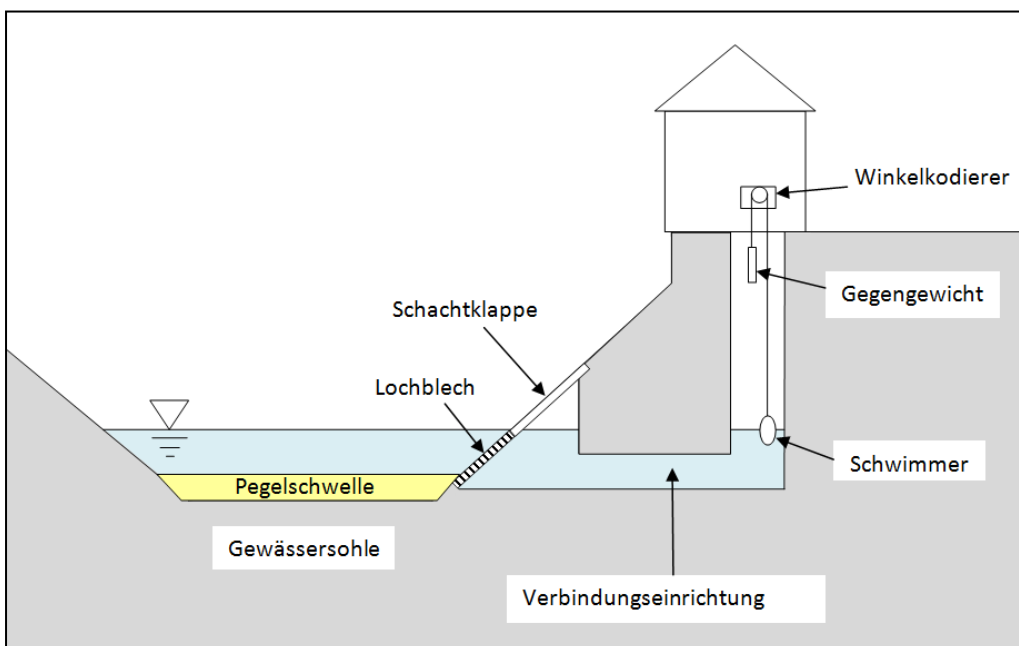 Winkelkodierer
Gegengewicht
Schachtklappe
Lochblech
Schwimmer
Pegelschwelle
Gewässersohle
Verbindungseinrichtung